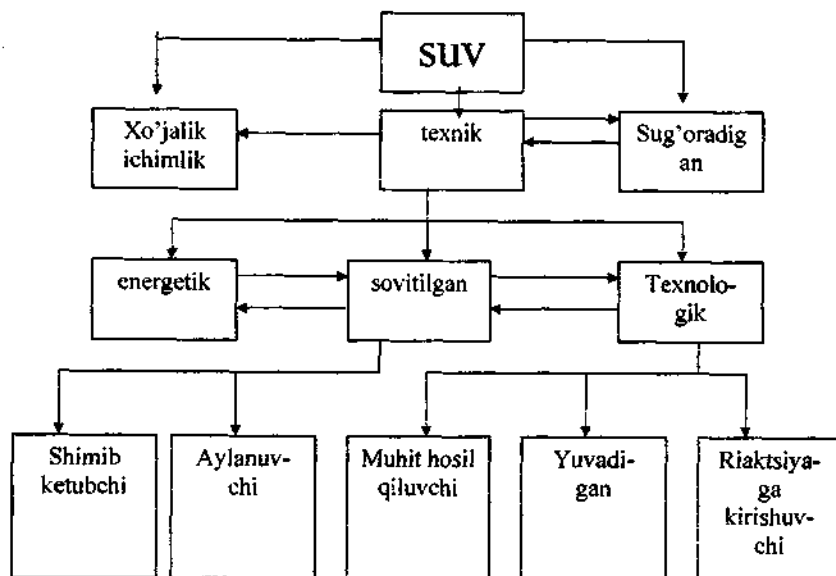 suv
Xo'jalik
ichimlik
texnik
Sug'oradig
an
energetik
sovitilgan
Texnolo-
gik
Shimib
ketubchi
Aylanuv-
chi
Muhit hosil
qiluvchi
Yuvadi-
gan
Riaktsiya-
ga
kirishuv-
chi